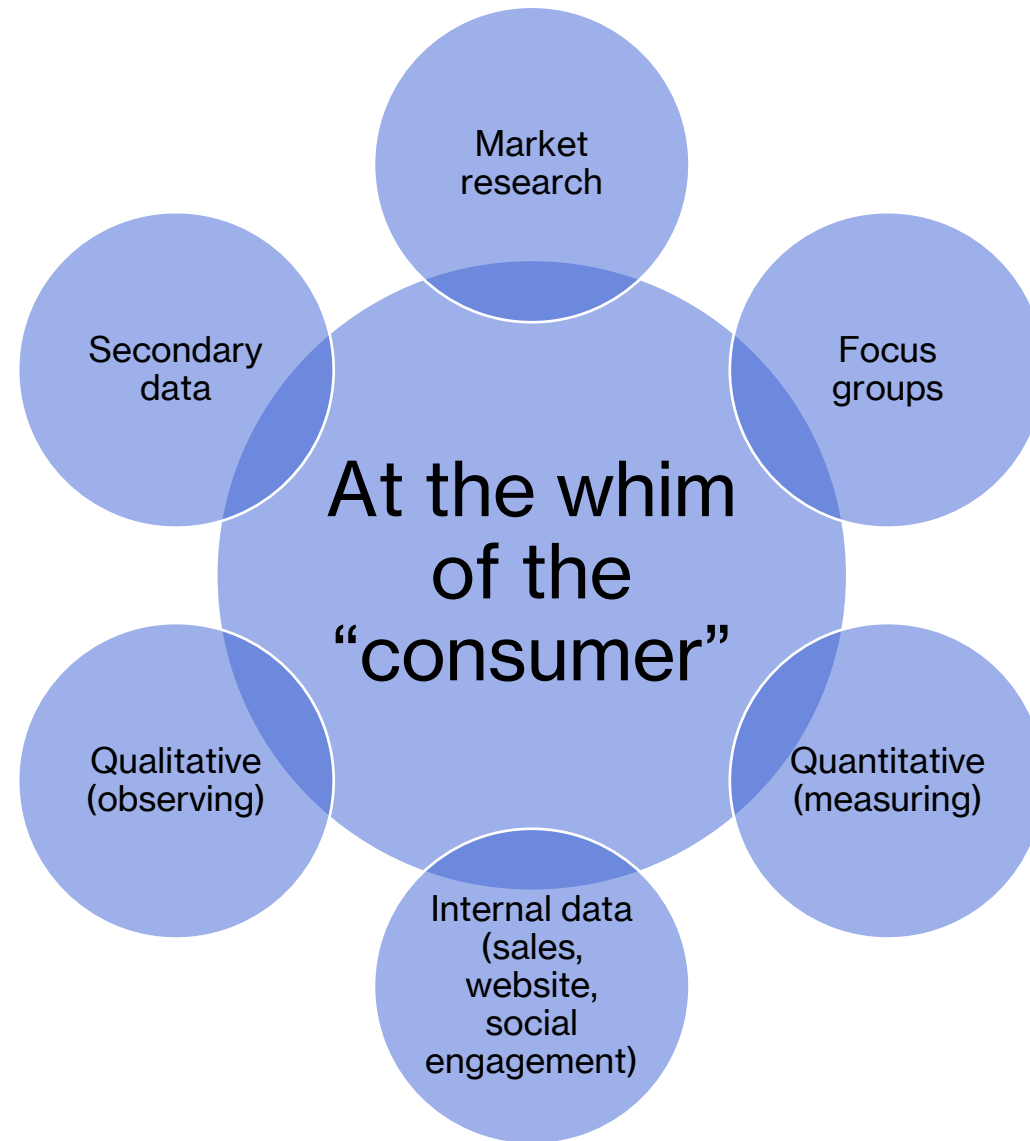 Market
research
Secondary
data
Focus
groups
At the whim
of the
“consumer”
Qualitative
(observing)
Quantitative
(measuring)
Internal data
(sales,
website,
social
engagement)